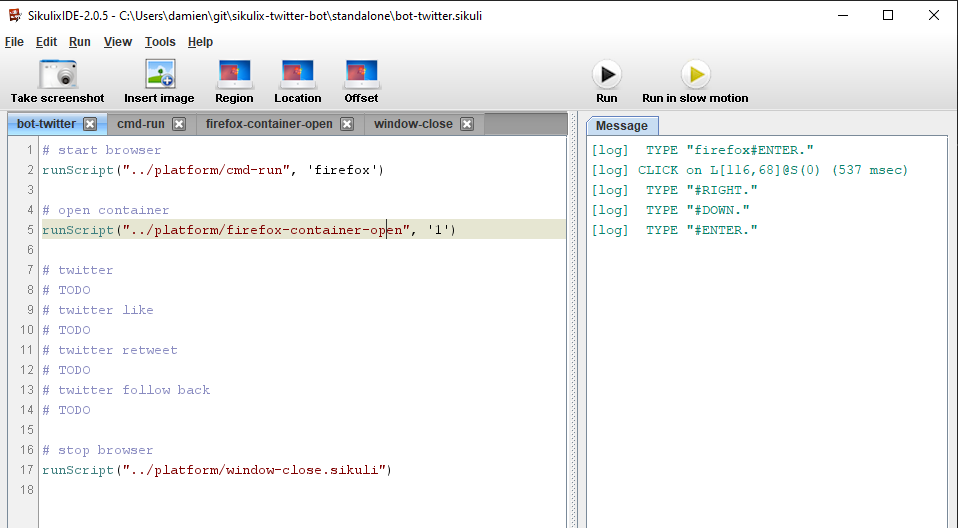 SikulixIDE-2.0.5 - C:\Users\damien\git\sikulix-twitter-bot\standalone\bot-twitter.sikuli
File Edit Run View Tools Help
Take screenshot Insert image Region Location Offset Run Run in slow motion
bot-twitter cmd-run firefox-container-open window-close
1 # start browser
2 runScript("../platform/cmd-run", 'firefox')
3
4 # open container
5 runScript("../platform/firefox-container-open", '1')
6
7 # twitter
8 # TODO
9 # twitter like
10 # TODO
11 # twitter retweet
12 # TODO
13 # twitter follow back
14 # TODO
15
16 # stop browser
17 runScript("../platform/window-close.sikuli")
18
Message
[log] TYPE "firefox#ENTER."
[log] CLICK on L[116,68]@S(0) (537 msec)
[log] TYPE "#RIGHT."
[log] TYPE "#DOWN."
[log] TYPE "#ENTER."